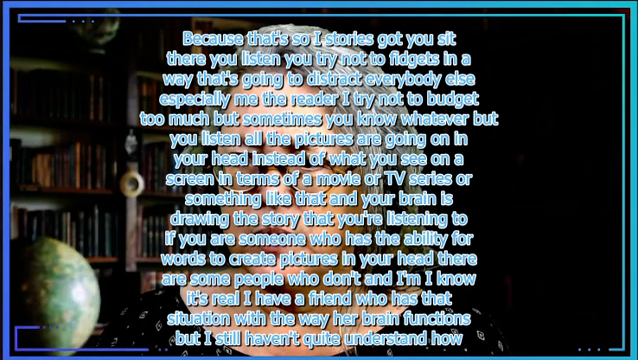 Because that's so I stories got you sit
there you listen you try not to fidgets in a
way that's going to distract everybody else
especially me the reader I try not to budget
too much but sometimes you know whatever but
you listen all the pictures are going on in
your head instead of what you see on a
screen in terms of a movie or TV series or
something like that and your brain is
drawing the story that you're listening to
if you are someone who has the ability for
words to create pictures in your head there
are some people who don't and I'm I know
it's real I have a friend who has that
situation with the way her brain functions
but I still haven't quite understand how